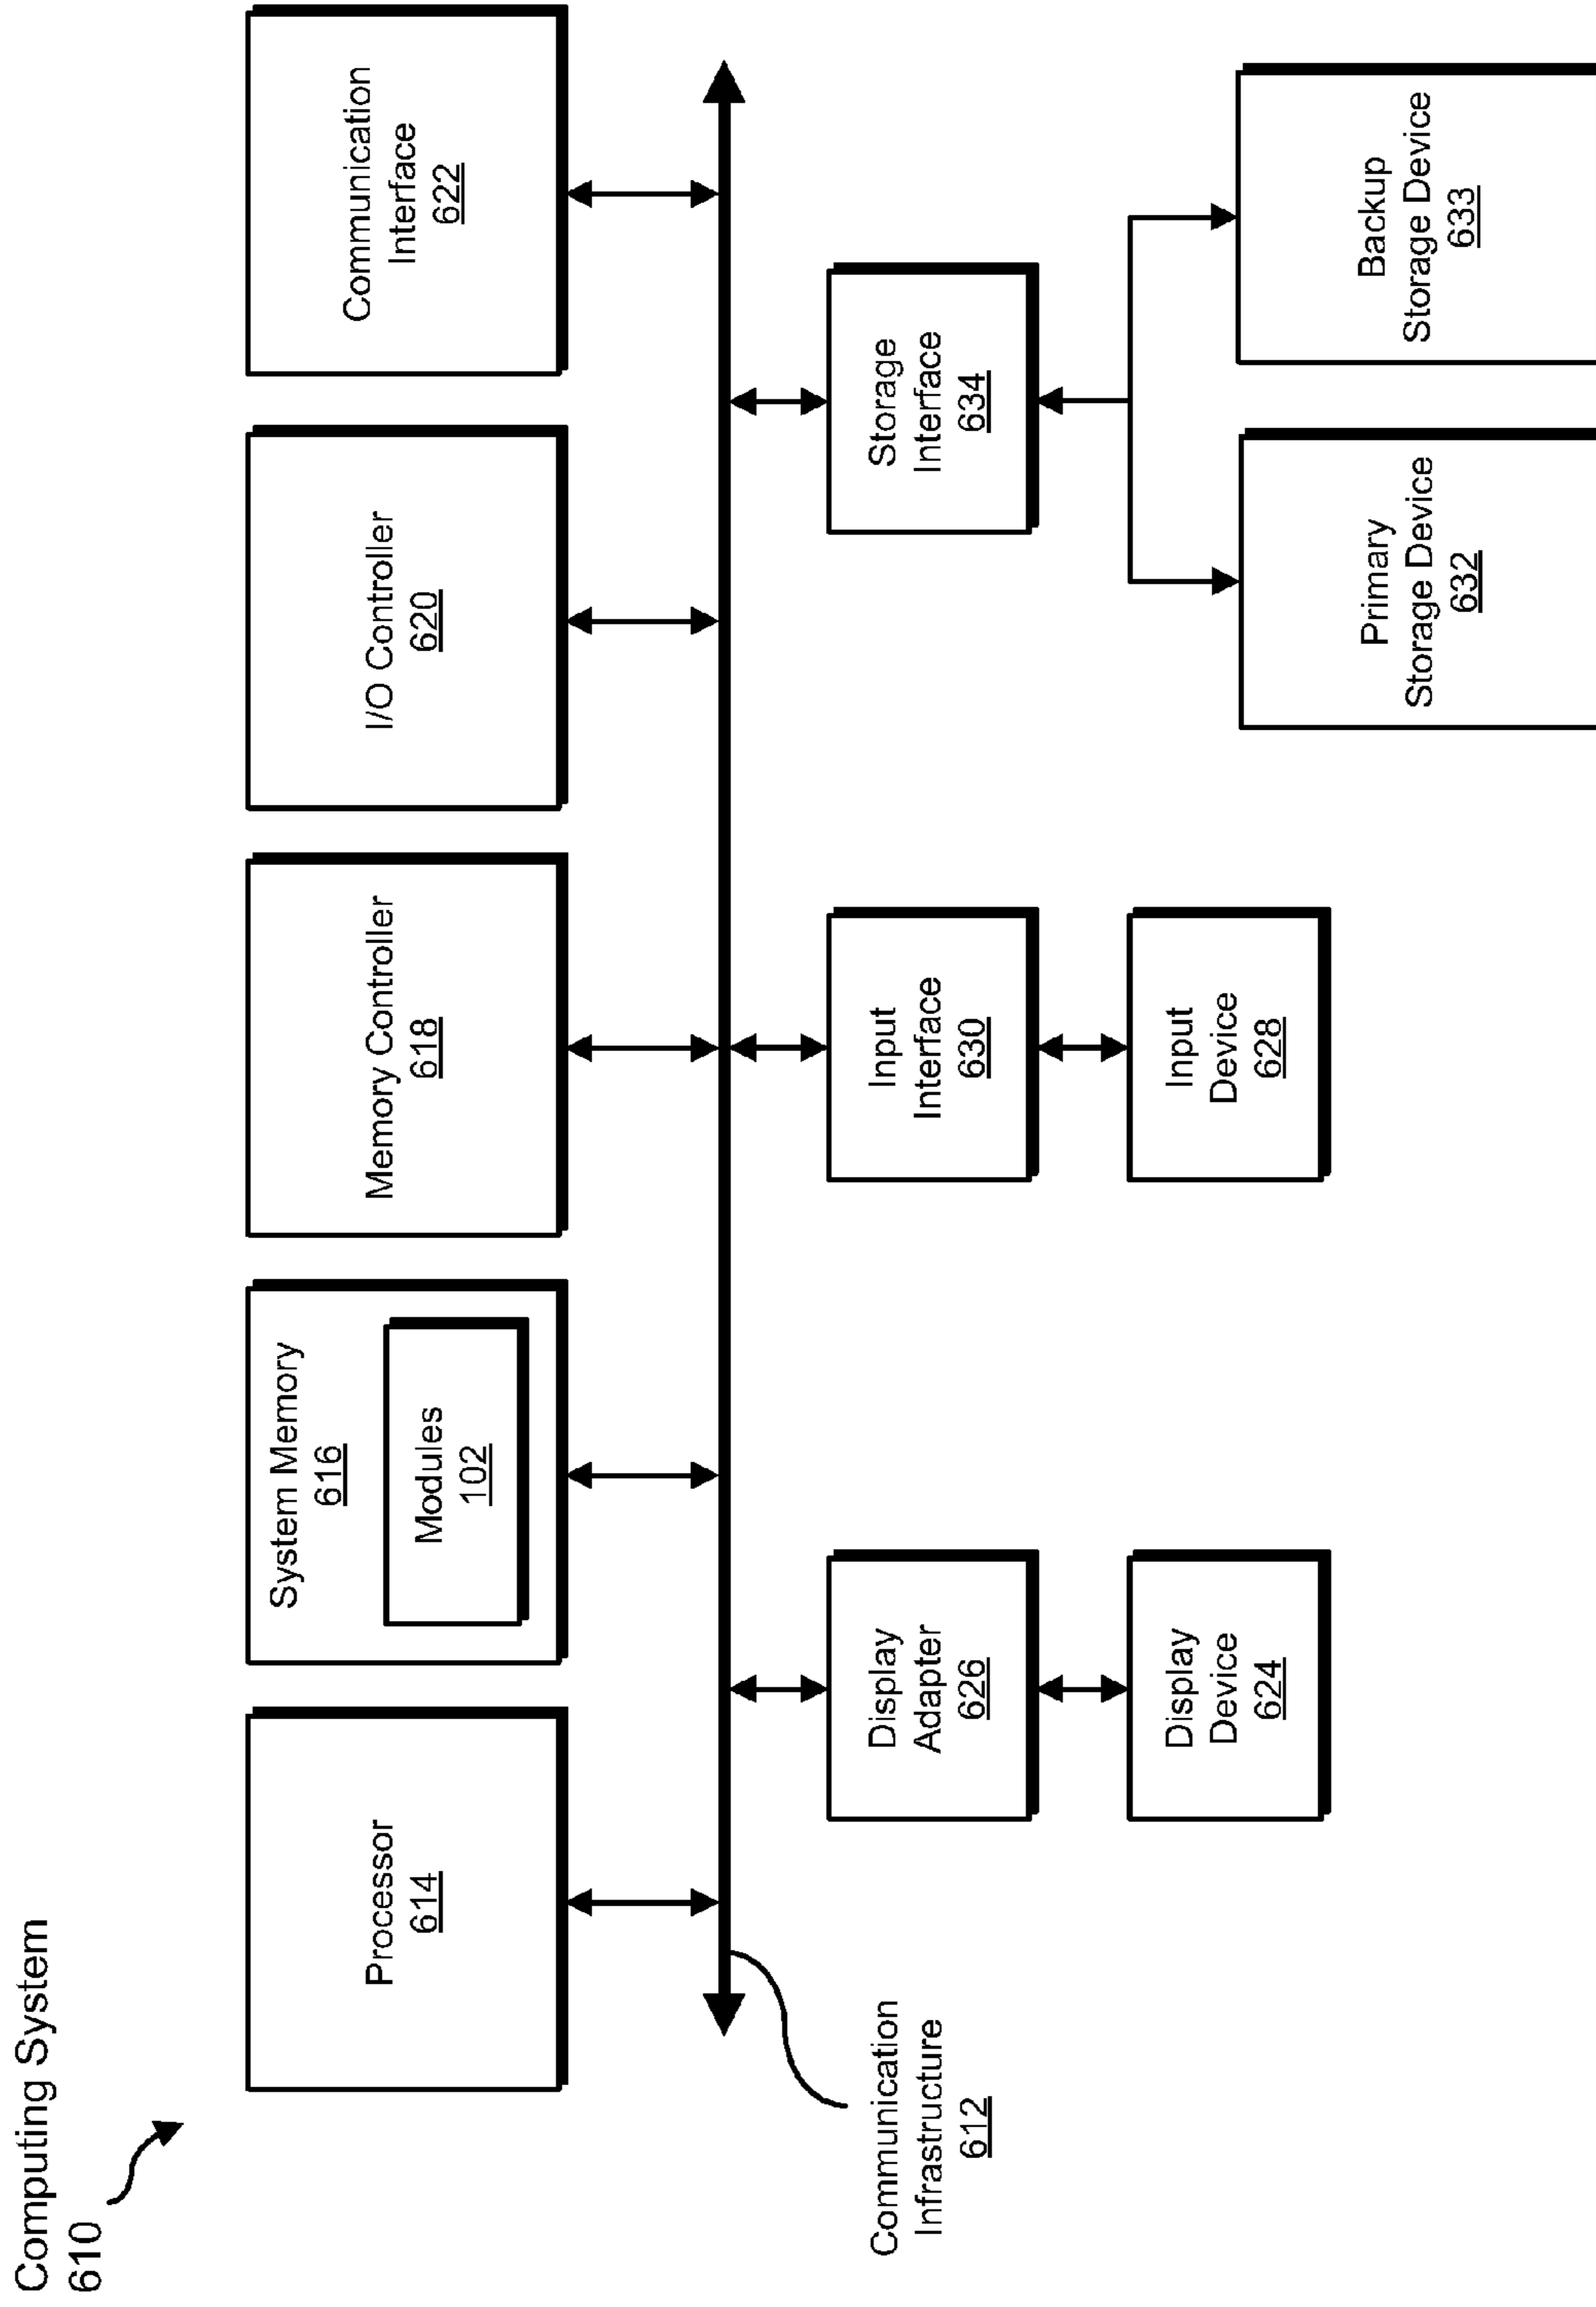 Computing System
610
Processor
614
System Memory
616
Modules
102
Memory Controller
618
I/O Controller
620
Communication
Interface
622
Communication
Infrastructure
612
Display
Adapter
626
Input
Interface
630
Storage
Interface
634
Display
Device
624
Input
Device
628
Primary
Storage Device
632
Backup
Storage Device
633